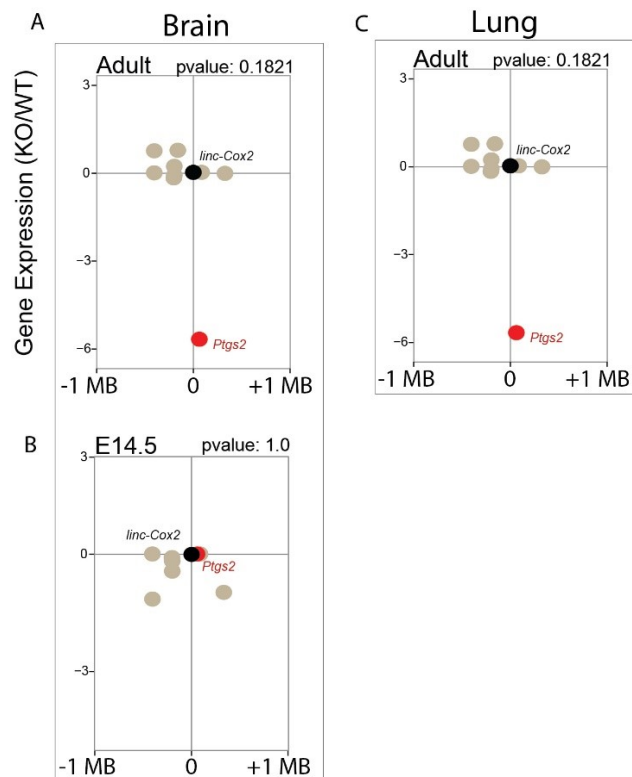 A
Brain
C
Lung
Gene Expression (KO/WT)
Adult
pvalue: 0.1821
3
linc-Cox2
0
−3
Ptgs2
−6
-1 MB
0
+1 MB
Adult
pvalue: 0.1821
3
linc-Cox2
0
−3
Ptgs2
−6
-1 MB
0
+1 MB
B
E14.5
pvalue: 1.0
3
linc-Cox2
0
Ptgs2
−3
-1 MB
0
+1 MB